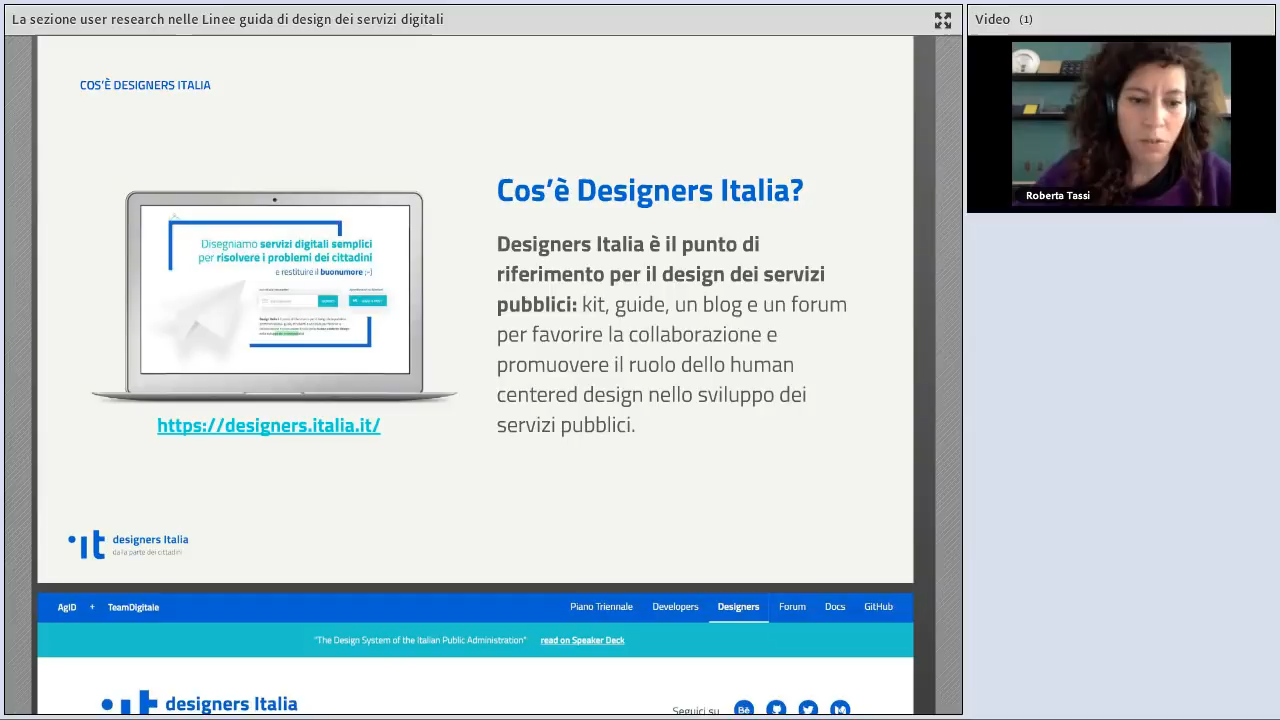 La sezione user research nelle Linee guida di design dei servizi digitali
Video (1)
Roberta Tassi
COS'È DESIGNERS ITALIA
Disegniamo servizi digitali semplici
per risolvere i problemi dei cittadini
e restituire il buonumore ;-)
https://designers.italia.it/
Cos'è Designers Italia?
Designers Italia è il punto di
riferimento per il design dei servizi
pubblici: kit, guide, un blog e un forum
per favorire la collaborazione e
promuovere il ruolo dello human
centered design nello sviluppo dei
servizi pubblici.
designers Italia
dalla parte dei cittadini
AgID + TeamDigitale
Piano Triennale Developers Designers Forum Docs GitHub
"The Design System of the Italian Public Administration" read on Speaker Deck
designers Italia
Seguici su